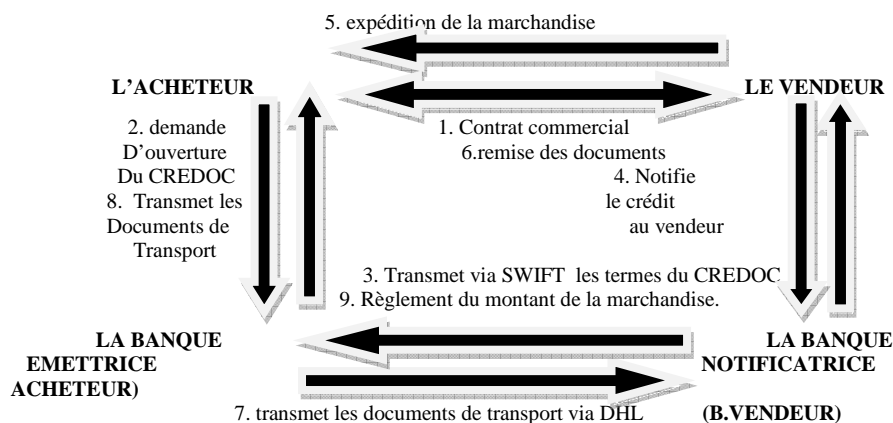 5. expédition de la marchandise
L’ACHETEUR
LE VENDEUR
2. demande
D’ouverture
Du CREDOC
8. Transmet les
Documents de
Transport
1. Contrat commercial
6.remise des documents
4. Notifie
le crédit
au vendeur
3. Transmet via SWIFT les termes du CREDOC
9. Règlement du montant de la marchandise.
LA BANQUE
EMETTRICE
ACHETEUR)
LA BANQUE
NOTIFICATRICE
(B.VENDEUR)
7. transmet les documents de transport via DHL